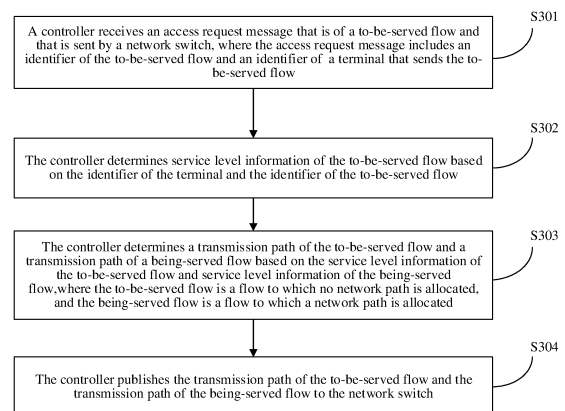 S301
A controller receives an access request message that is of a to-be-served flow and
that is sent by a network switch, where the access request message includes an
identifier of the to-be-served flow and an identifier of a terminal that sends the to-
be-served flow
S302
The controller determines service level information of the to-be-served flow based
on the identifier of the terminal and the identifier of the to-be-served flow
S303
The controller determines a transmission path of the to-be-served flow and a
transmission path of a being-served flow based on the service level information of
the to-be-served flow and service level information of the being-served
flow,where the to-be-served flow is a flow to which no network path is allocated,
and the being-served flow is a flow to which a network path is allocated
S304
The controller publishes the transmission path of the to-be-served flow and the
transmission path of the being-served flow to the network switch